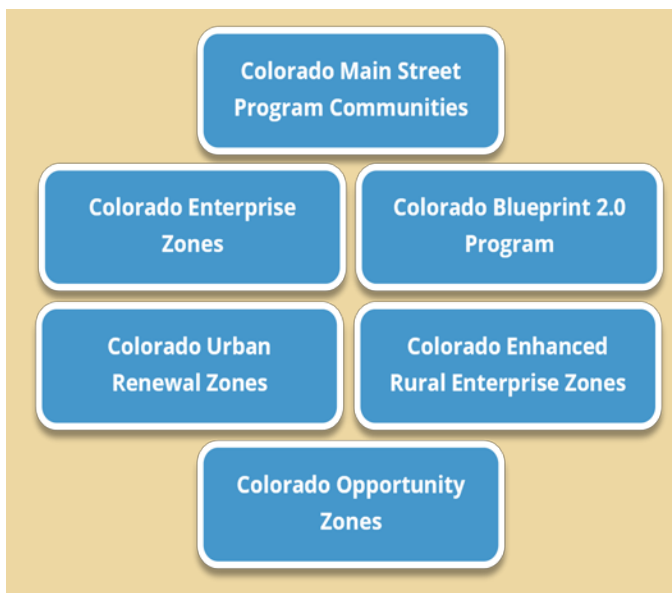 Colorado Main Street
Program Communities
Colorado Enterprise
Zones
Colorado Blueprint 2.0
Program
Colorado Urban
Renewal Zones
Colorado Enhanced
Rural Enterprise Zones
Colorado Opportunity
Zones